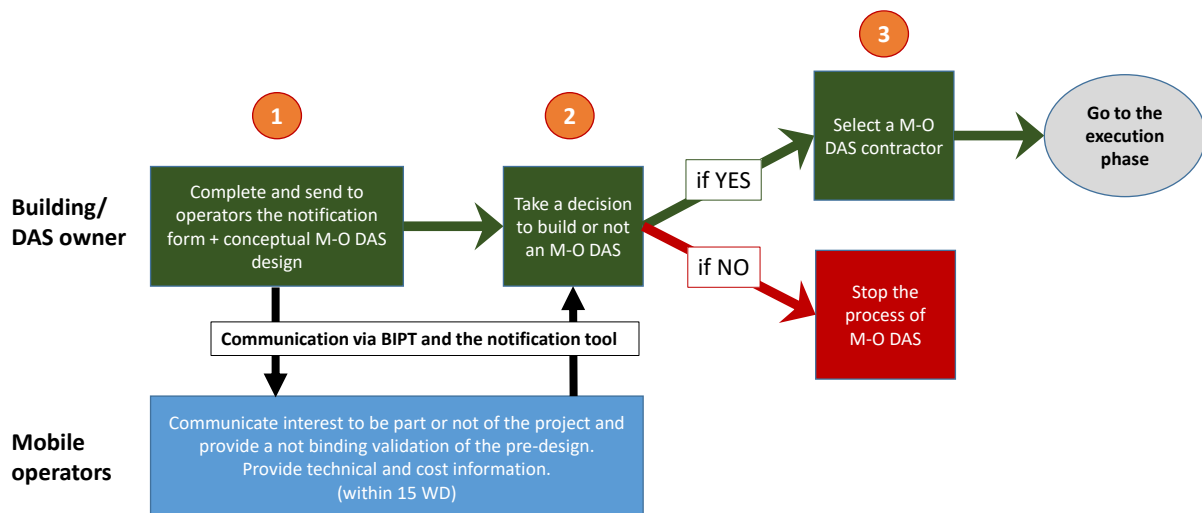 1
2
3
Building/
DAS owner
Complete and send to
operators the notification
form + conceptual M-O DAS
design
Take a decision
to build or not
an M-O DAS
if YES
if NO
Select a M-O
DAS contractor
Go to the
execution
phase
Stop the
process of
M-O DAS
Communication via BIPT and the notification tool
Mobile
operators
Communicate interest to be part or not of the project and
provide a not binding validation of the pre-design.
Provide technical and cost information.
(within 15 WD)